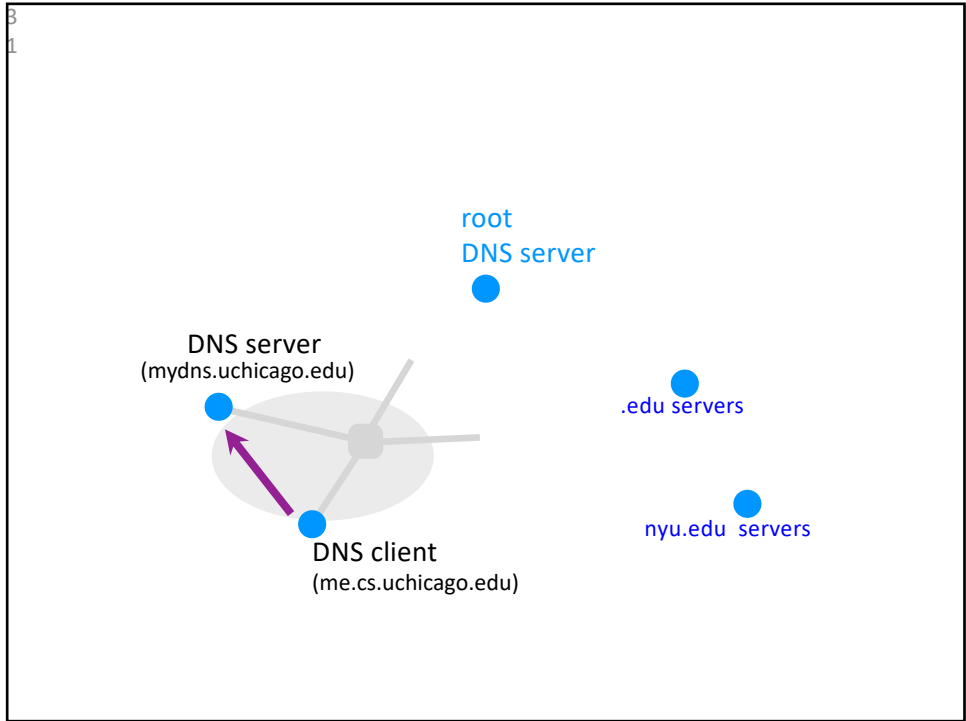 3
1
root
DNS server
DNS server
(mydns.uchicago.edu)
.edu servers
nyu.edu servers
DNS client
(me.cs.uchicago.edu)